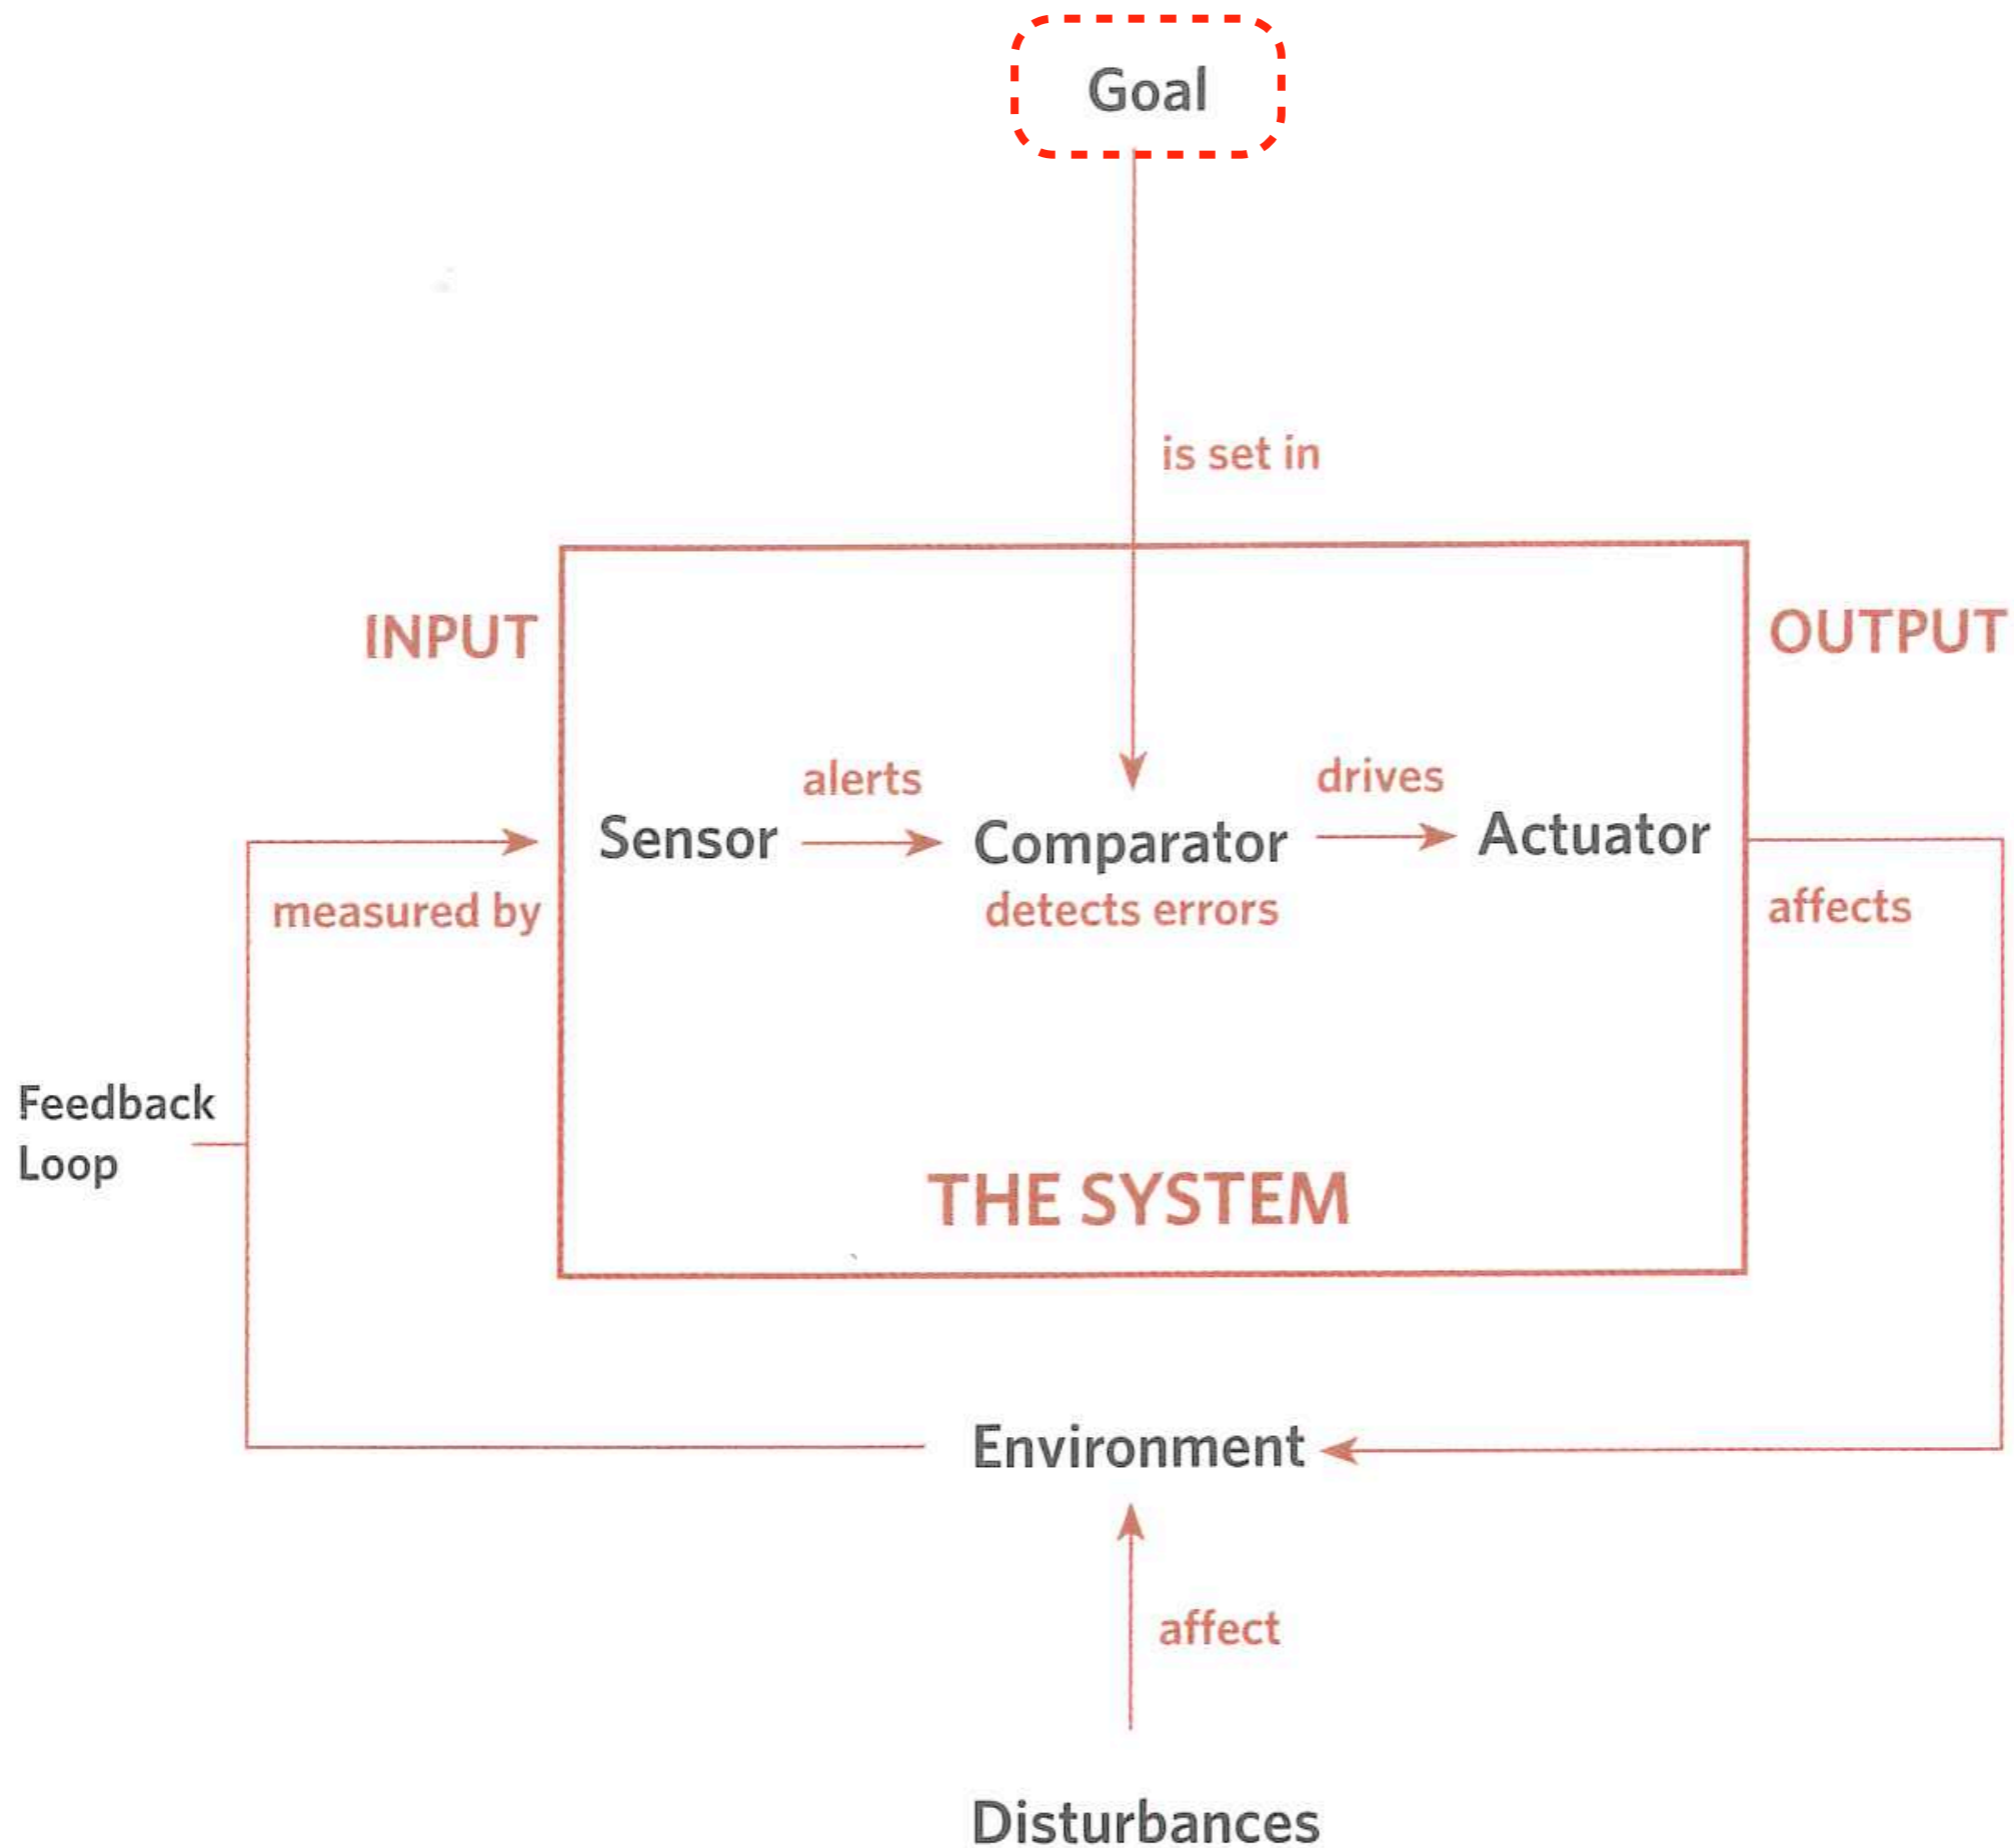 Goal
is set in
INPUT
OUTPUT
alerts
drives
Sensor
Comparator
Actuator
measured by
detects errors
affects
Feedback
Loop
THE SYSTEM
Environment
affect
Disturbances